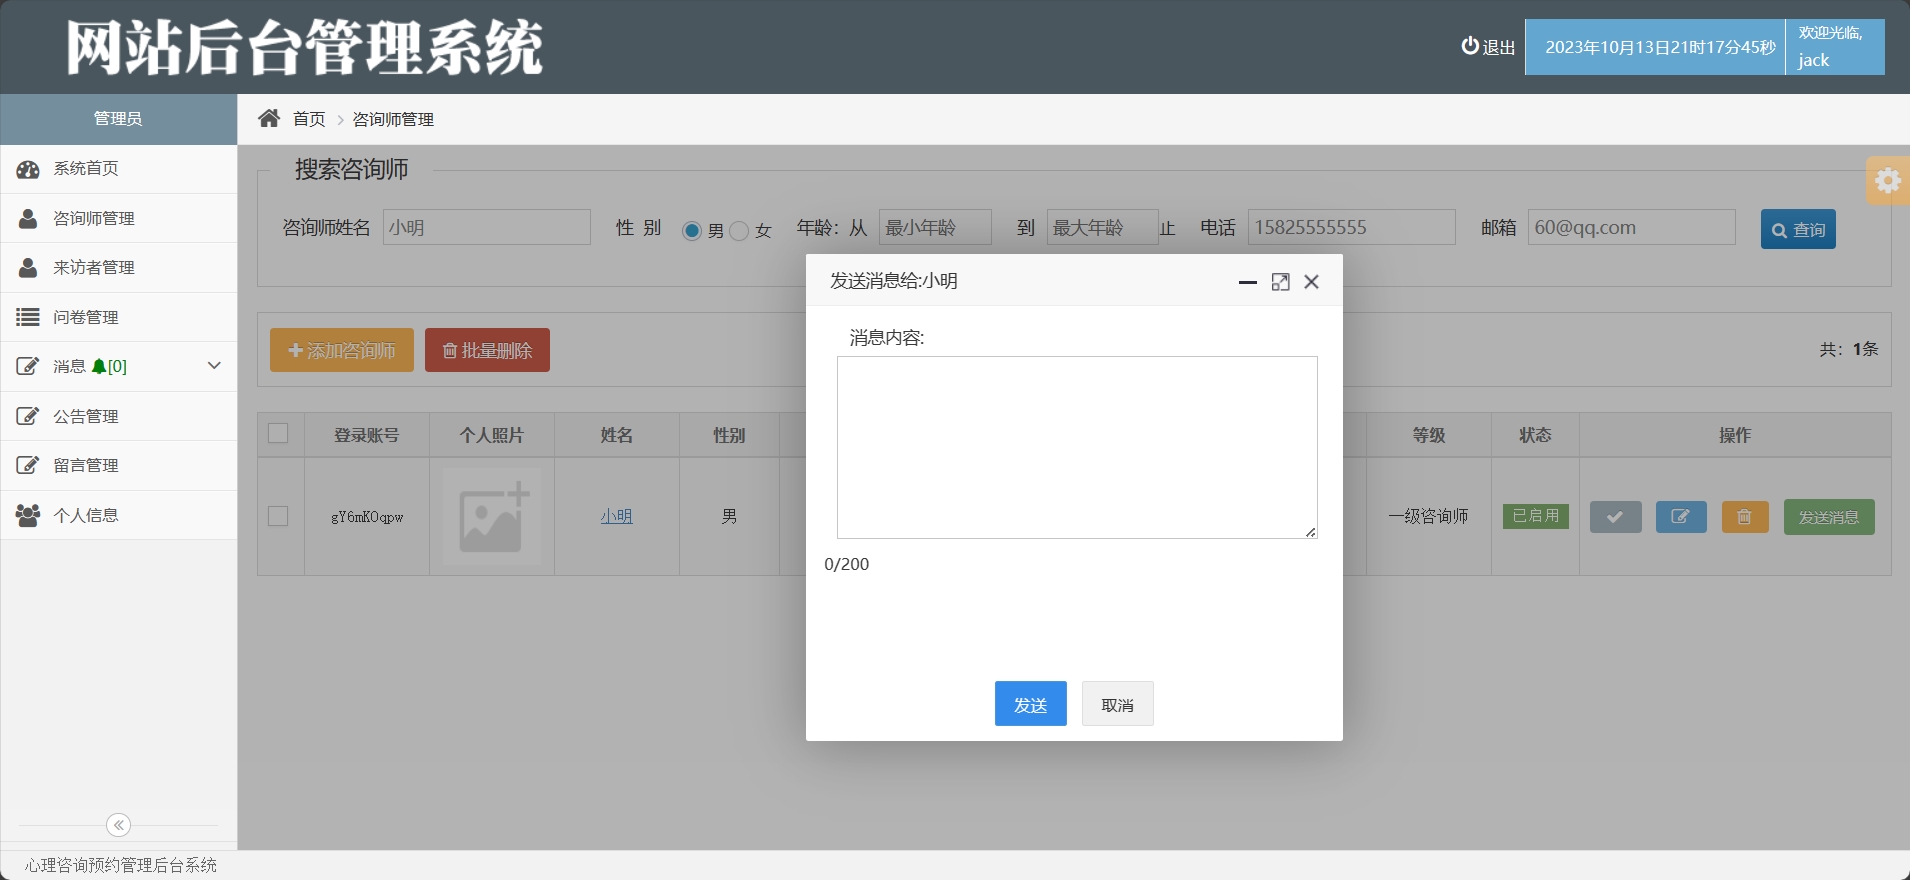 网站后台管理系统
退出
2023年10月13日21时17分45秒
欢迎光临,
jack
管理员
首页 咨询师管理
系统首页
咨询师管理
来访者管理
问卷管理
消息 [0]
公告管理
留言管理
个人信息
搜索咨询师
咨询师姓名 小明 性 别 男 女 年龄：从 最小年龄 到 最大年龄 止 电话 15825555555 邮箱 60@qq.com 查询
添加咨询师 批量删除 共：1条
登录账号 个人照片 姓名 性别 等级 状态 操作
gY6mKOqpw 小明 男 一级咨询师 已启用 发送消息
发送消息给:小明
消息内容:
0/200
发送 取消
心理咨询预约管理后台系统